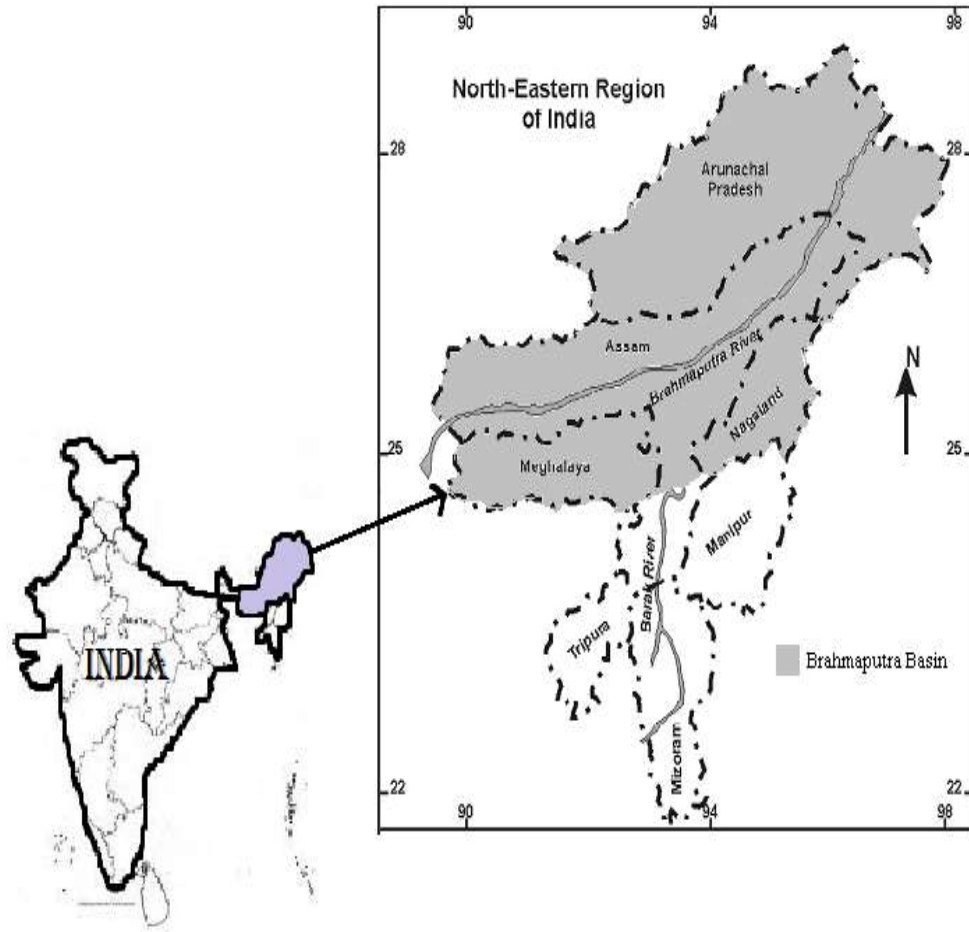 90
94
98
North-Eastern Region
of India
28
28
Arunachal
Pradesh
Assam
Brahmaputra River
Nagaland
N
25
25
Meghalaya
Manipur
Barak River
Tripura
INDIA
Brahmaputra Basin
Mizoram
22
22
90
94
98